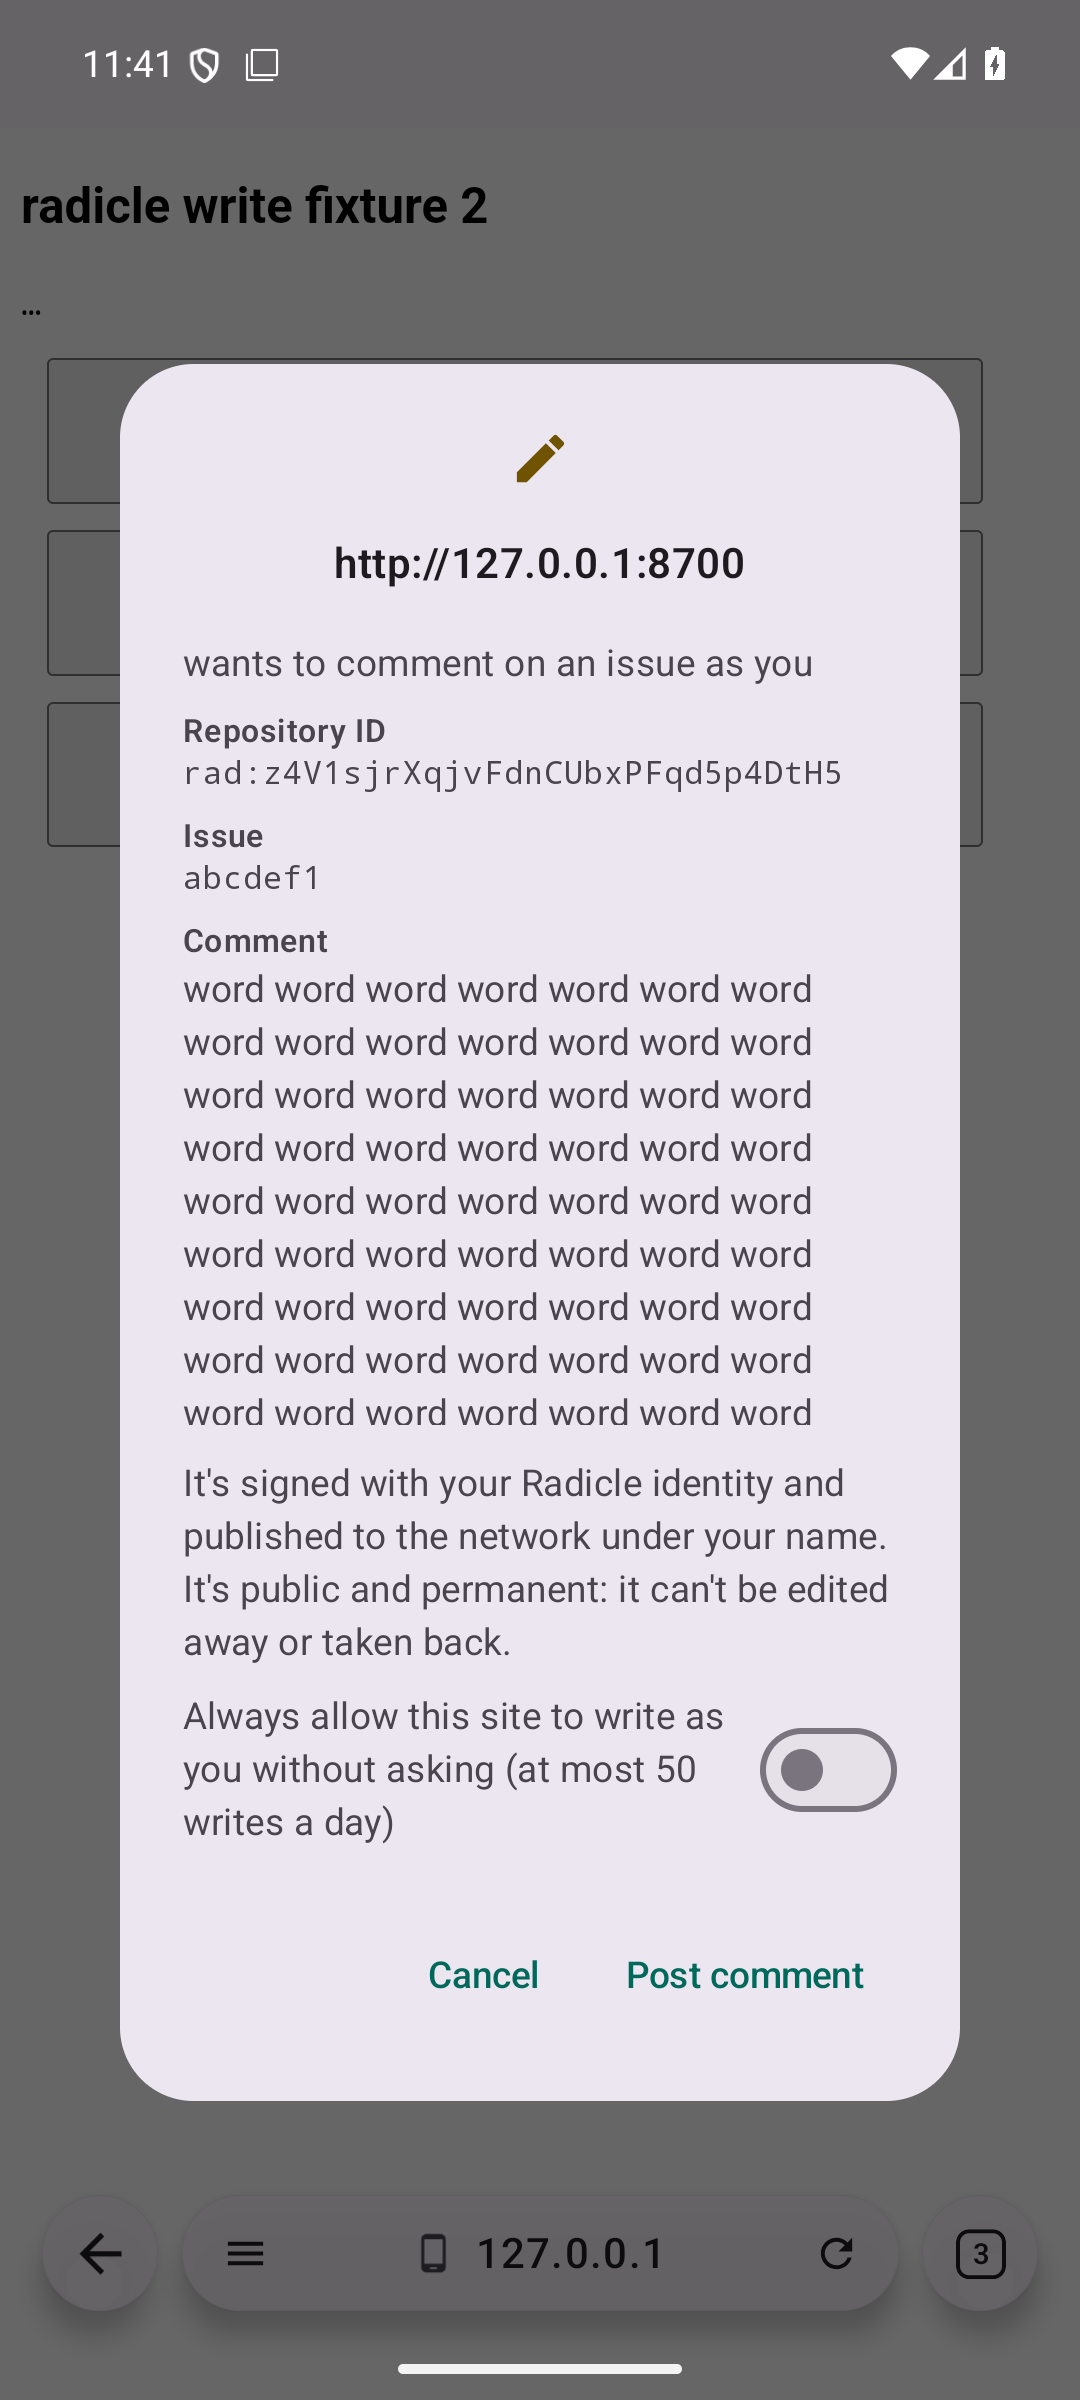 11:41
radicle write fixture 2
…
http://127.0.0.1:8700
wants to comment on an issue as you
Repository ID
rad:z4V1sjrXqjvFdnCUbxPFqd5p4DtH5
Issue
abcdef1
Comment
word word word word word word word
word word word word word word word
word word word word word word word
word word word word word word word
word word word word word word word
word word word word word word word
word word word word word word word
word word word word word word word
word word word word word word word
It's signed with your Radicle identity and
published to the network under your name.
It's public and permanent: it can't be edited
away or taken back.
Always allow this site to write as
you without asking (at most 50
writes a day)
Cancel Post comment
127.0.0.1 3